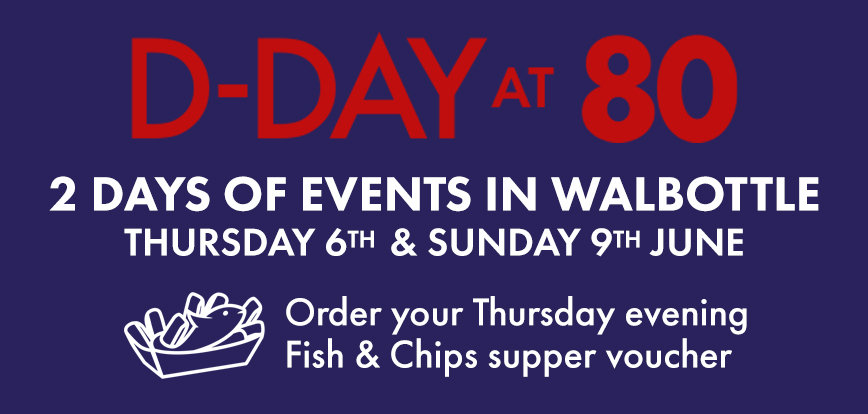 D-DAY AT 80
2 DAYS OF EVENTS IN WALBOTTLE
THURSDAY 6TH & SUNDAY 9TH JUNE
Order your Thursday evening
Fish & Chips supper voucher